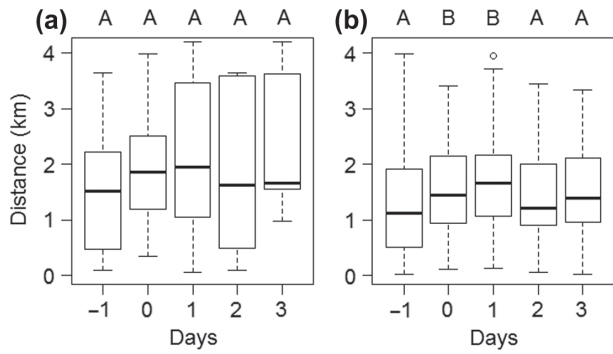 (a) A A A A A (b) A B B A A
4 4
3 3
2 2
1 1
0 0
Distance (km)
–1 0 1 2 3 –1 0 1 2 3
Days Days